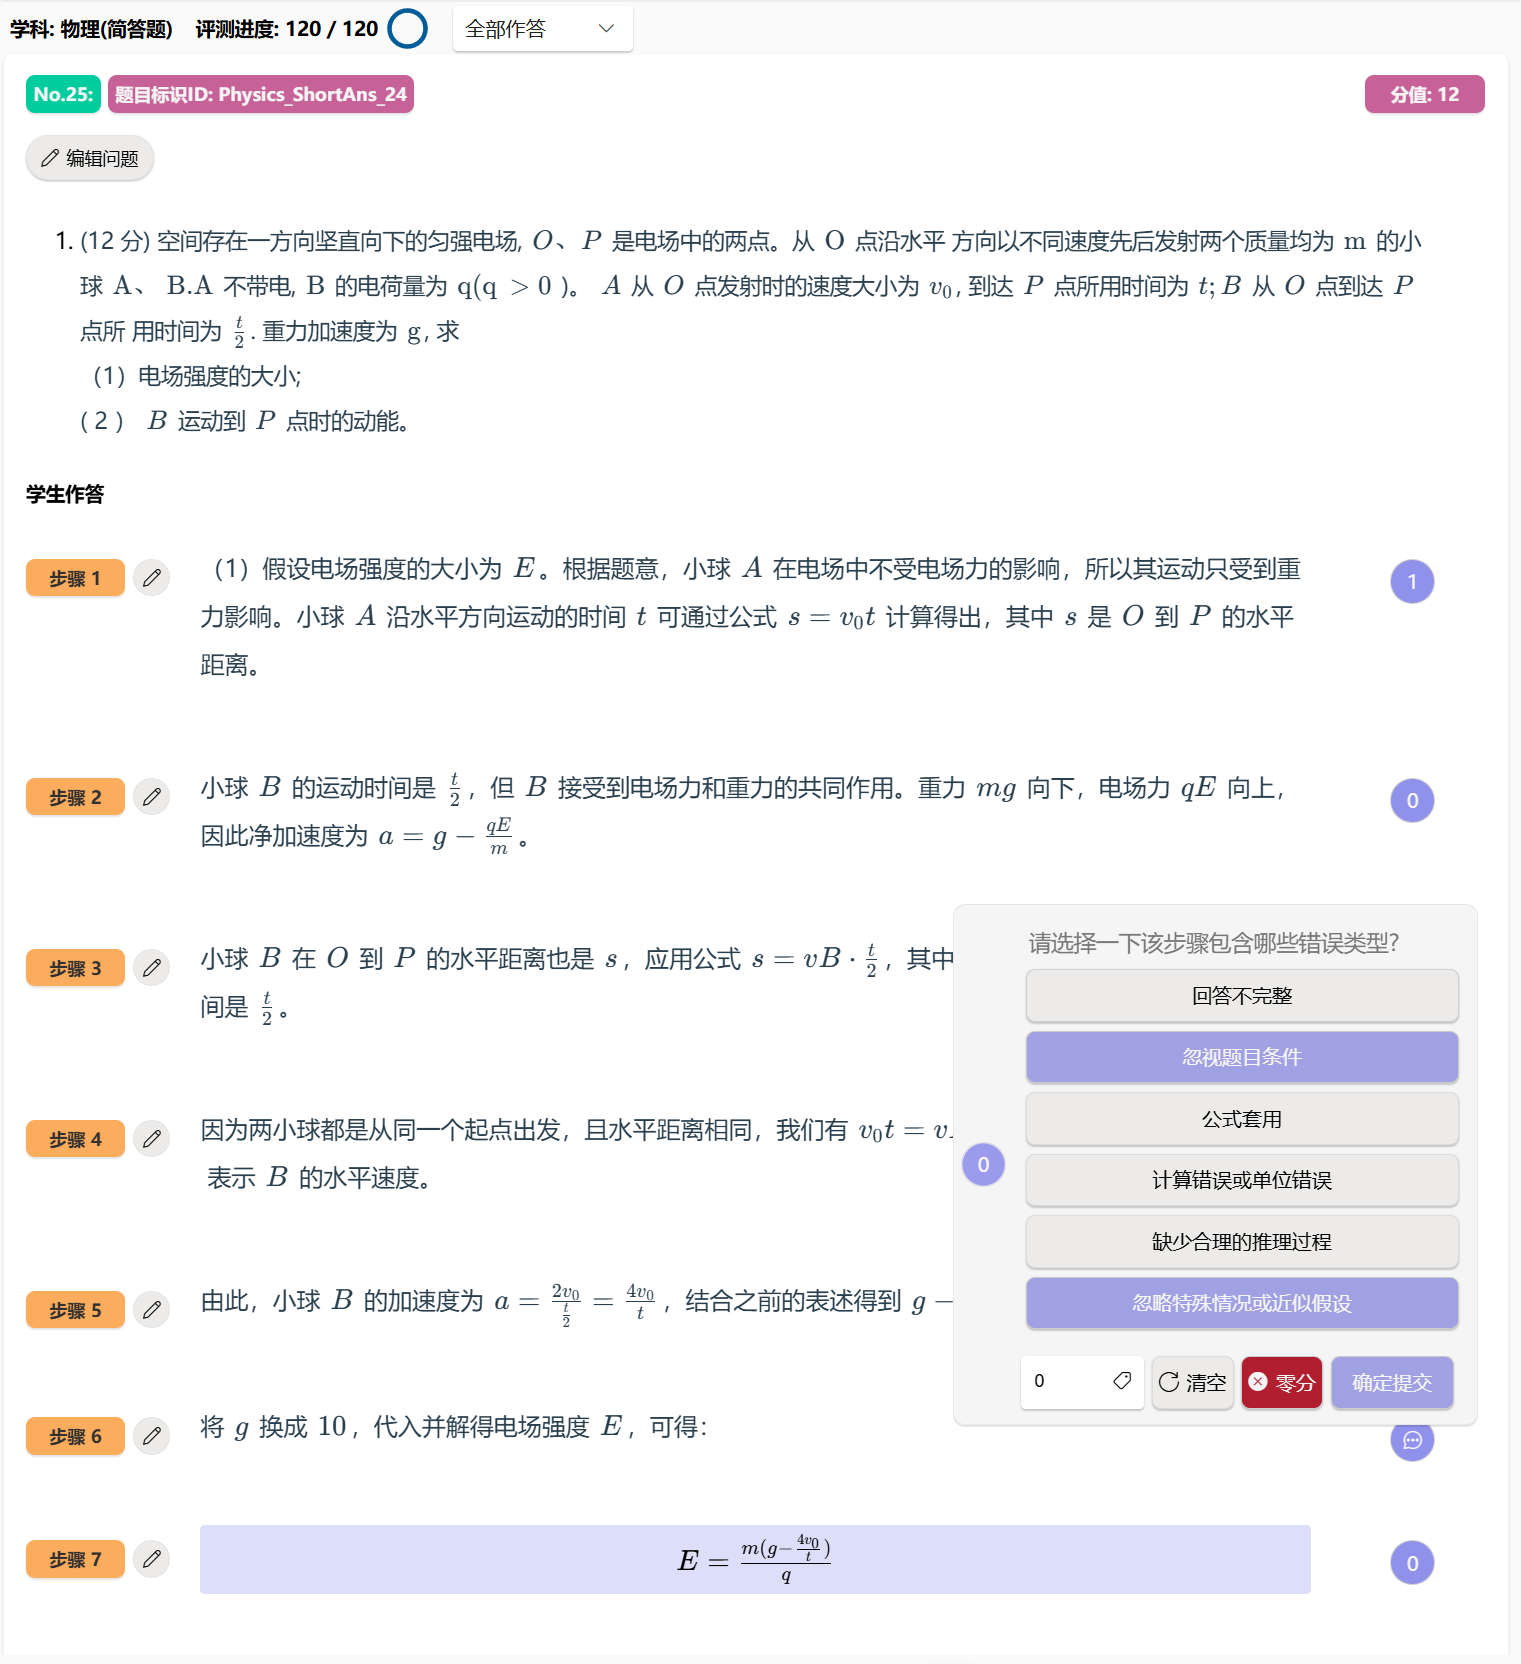 学科: 物理(简答题) 评测进度: 120 / 120 全部作答
No.25: 题目标识ID: Physics_ShortAns_24 分值: 12
编辑问题
1. (12 分) 空间存在一方向坚直向下的匀强电场, O、P 是电场中的两点。从 O 点沿水平 方向以不同速度先后发射两个质量均为 m 的小
球 A、 B.A 不带电, B 的电荷量为 q(q > 0 )。 A 从 O 点发射时的速度大小为 v₀, 到达 P 点所用时间为 t; B 从 O 点到达 P
点所 用时间为 t/2. 重力加速度为 g, 求
（1）电场强度的大小;
( 2 ） B 运动到 P 点时的动能。
学生作答
步骤 1 （1）假设电场强度的大小为 E。根据题意，小球 A 在电场中不受电场力的影响，所以其运动只受到重 1
力影响。小球 A 沿水平方向运动的时间 t 可通过公式 s = v₀t 计算得出，其中 s 是 O 到 P 的水平
距离。
步骤 2 小球 B 的运动时间是 t/2，但 B 接受到电场力和重力的共同作用。重力 mg 向下，电场力 qE 向上， 0
因此净加速度为 a = g − qE/m。
步骤 3 小球 B 在 O 到 P 的水平距离也是 s，应用公式 s = vB · t/2，其中
间是 t/2。
步骤 4 因为两小球都是从同一个起点出发，且水平距离相同，我们有 v₀t = v
表示 B 的水平速度。
步骤 5 由此，小球 B 的加速度为 a = 2v₀/(t/2) = 4v₀/t，结合之前的表述得到 g −
步骤 6 将 g 换成 10，代入并解得电场强度 E，可得：
步骤 7 E = m(g−4v₀/t)/q 0
请选择一下该步骤包含哪些错误类型?
回答不完整
忽视题目条件
公式套用
0
计算错误或单位错误
缺少合理的推理过程
忽略特殊情况或近似假设
0 清空 零分 确定提交